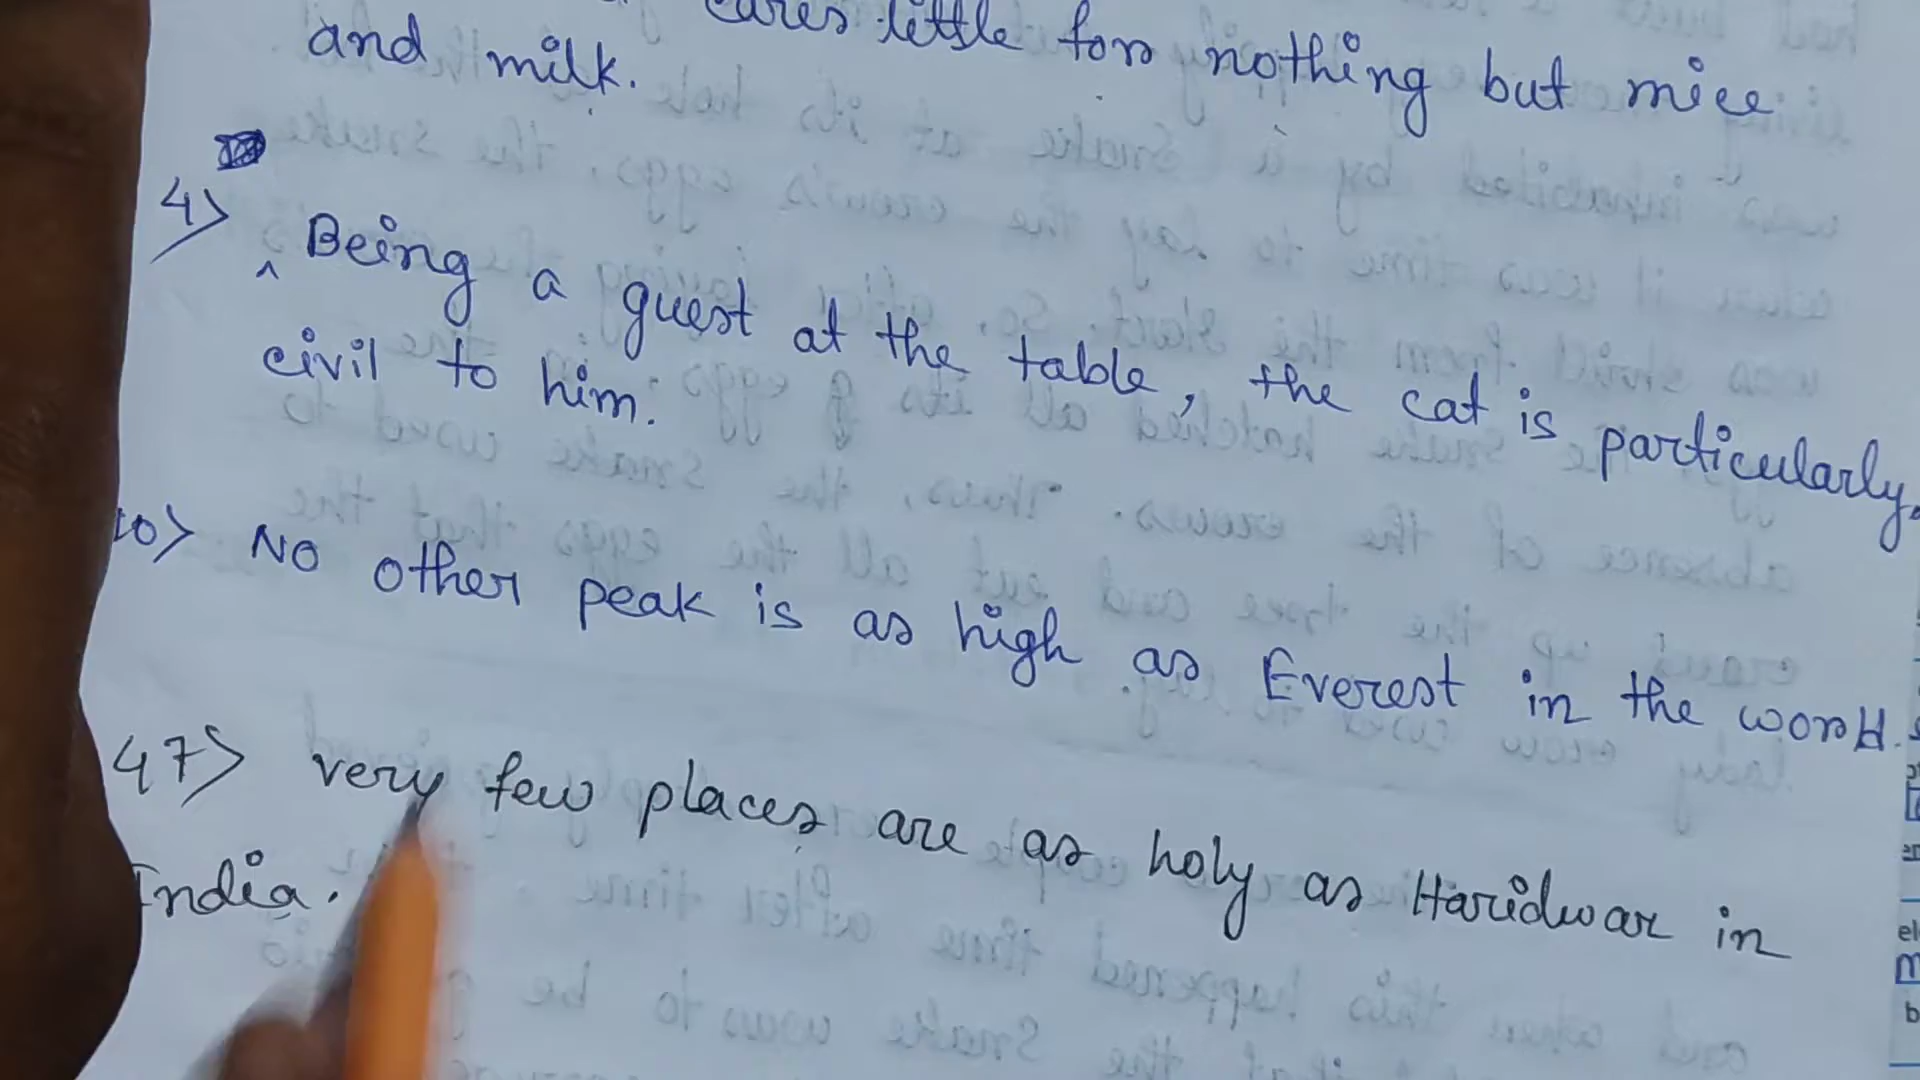 cares little for nothing but mice
and milk.
4) ^ Being a guest at the table, the cat is particularly
civil to him.
10) No other peak is as high as Everest in the world.
47) very few places are as holy as Haridwar in
India.